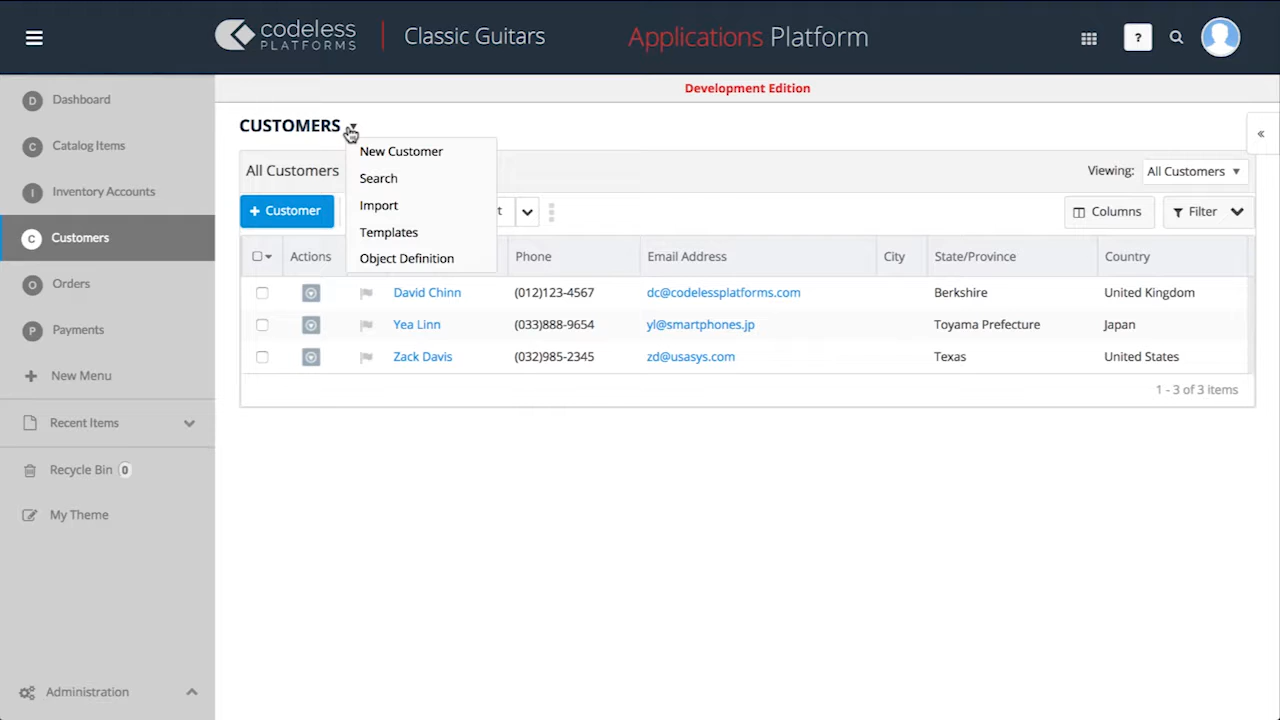 codeless
PLATFORMS
Classic Guitars
Applications Platform
?
Development Edition
D Dashboard
C Catalog Items
I Inventory Accounts
C Customers
O Orders
P Payments
+ New Menu
Recent Items
Recycle Bin 0
My Theme
Administration
CUSTOMERS
«
New Customer
Search
Import
Templates
Object Definition
All Customers
Viewing: All Customers
+ Customer
t
Columns
Filter
Actions Phone Email Address City State/Province Country
David Chinn (012)123-4567 dc@codelessplatforms.com Berkshire United Kingdom
Yea Linn (033)888-9654 yl@smartphones.jp Toyama Prefecture Japan
Zack Davis (032)985-2345 zd@usasys.com Texas United States
1 - 3 of 3 items